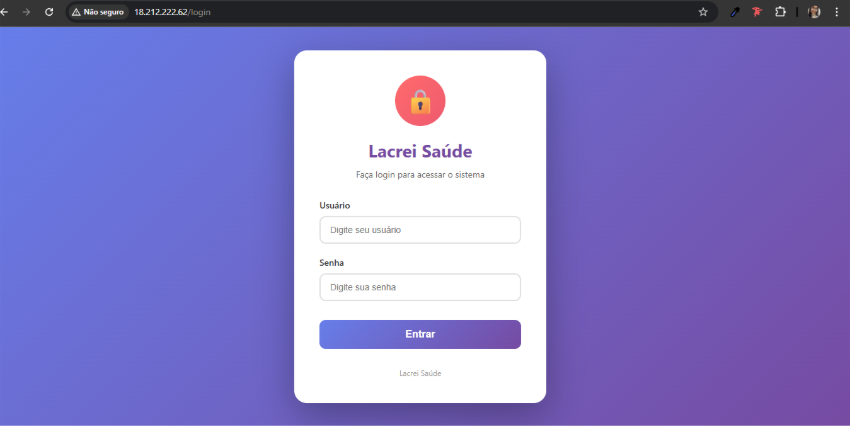 Não seguro 18.212.222.62/login
Lacrei Saúde
Faça login para acessar o sistema
Usuário
Digite seu usuário
Senha
Digite sua senha
Entrar
Lacrei Saúde